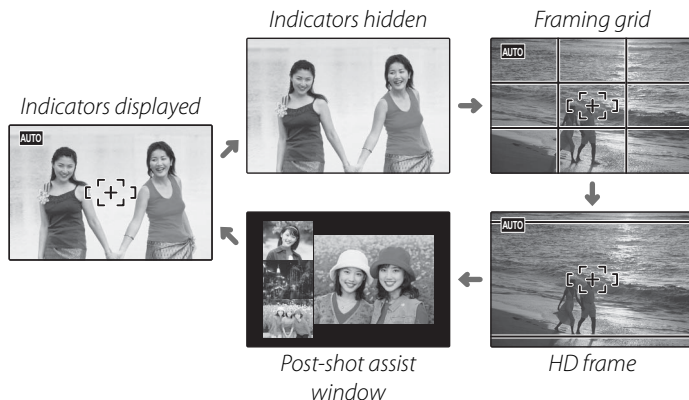 Indicators hidden
Framing grid
AUTO
Indicators displayed
AUTO
AUTO
Post-shot assist
window
HD frame